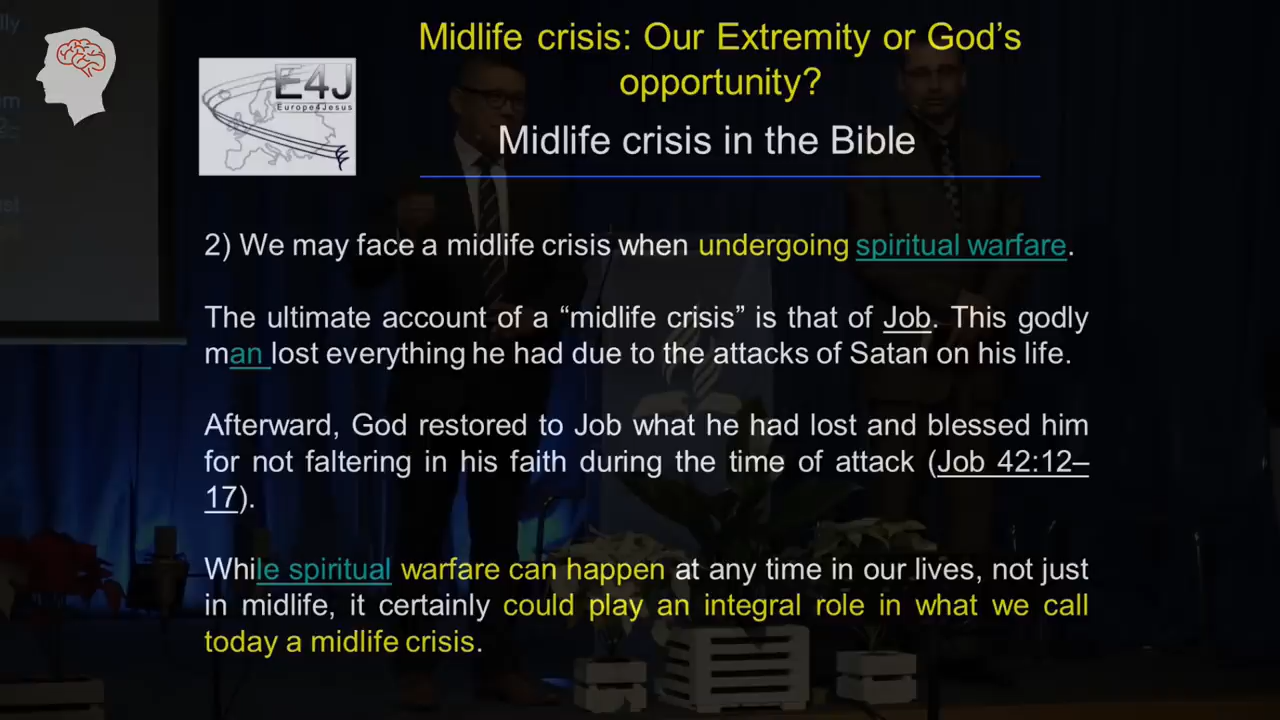 Midlife crisis: Our Extremity or God's
opportunity?
E4J
Europe4Jesus
Midlife crisis in the Bible
2) We may face a midlife crisis when undergoing spiritual warfare.
The ultimate account of a “midlife crisis” is that of Job. This godly
man lost everything he had due to the attacks of Satan on his life.
Afterward, God restored to Job what he had lost and blessed him
for not faltering in his faith during the time of attack (Job 42:12–
17).
While spiritual warfare can happen at any time in our lives, not just
in midlife, it certainly could play an integral role in what we call
today a midlife crisis.